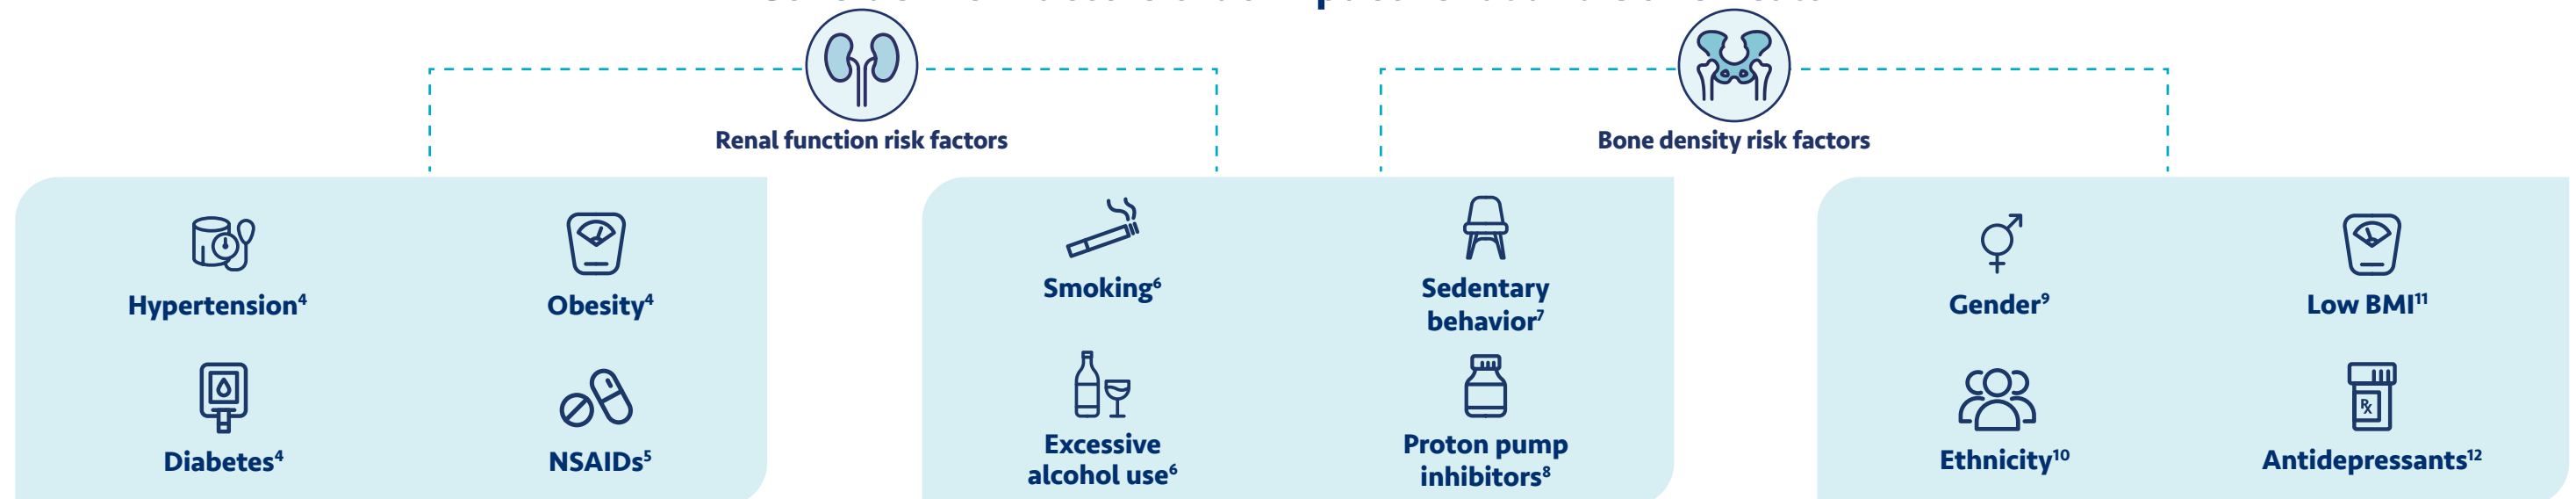 Renal function risk factors
Bone density risk factors
Hypertension⁴
Obesity⁴
Diabetes⁴
NSAIDs⁵
Smoking⁶
Sedentary
behavior⁷
Excessive
alcohol use⁶
Proton pump
inhibitors⁸
Gender⁹
Low BMI¹¹
Ethnicity¹⁰
Antidepressants¹²
Rx